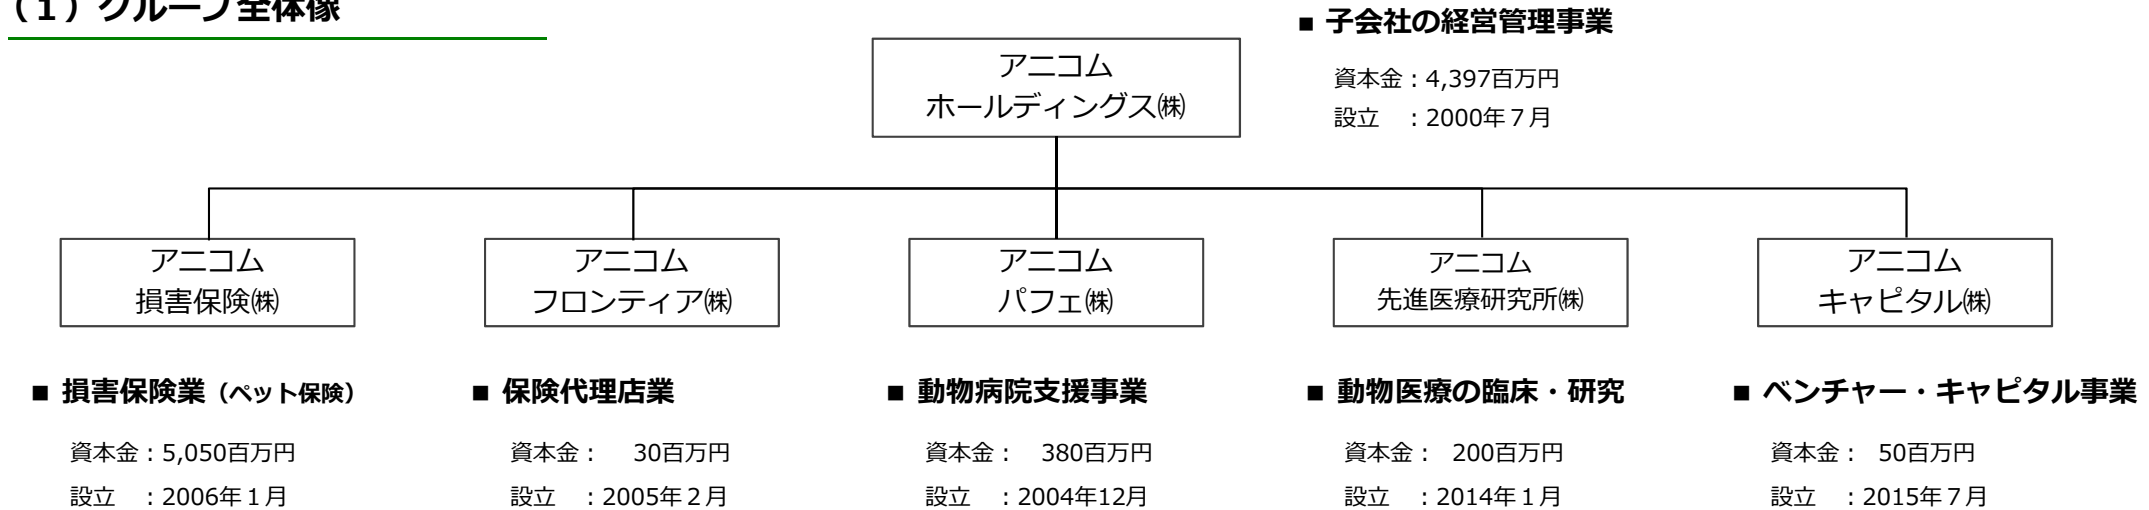 （１）グループ全体像
■ 子会社の経営管理事業
アニコム
ホールディングス㈱
資本金：4,397百万円
設立　：2000年７月
アニコム
損害保険㈱
アニコム
フロンティア㈱
アニコム
パフェ㈱
アニコム
先進医療研究所㈱
アニコム
キャピタル㈱
■ 損害保険業（ペット保険）
資本金：5,050百万円
設立　：2006年１月
■ 保険代理店業
資本金：　30百万円
設立　：2005年２月
■ 動物病院支援事業
資本金：　380百万円
設立　：2004年12月
■ 動物医療の臨床・研究
資本金：　200百万円
設立　：2014年１月
■ ベンチャー・キャピタル事業
資本金：　50百万円
設立　：2015年７月